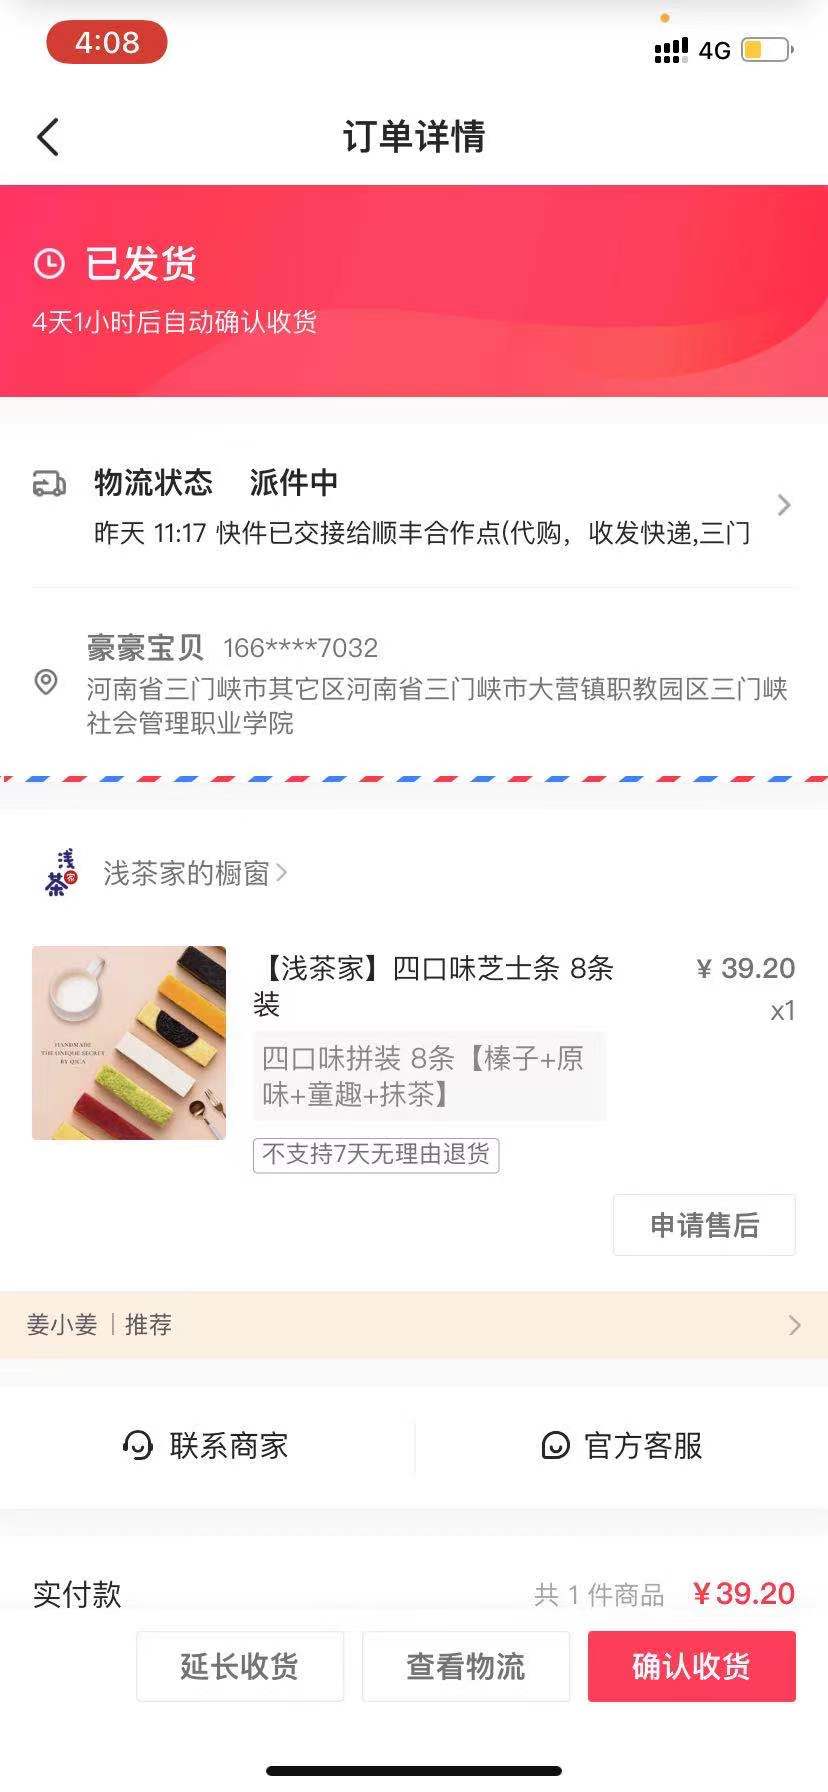 4:08
4G
订单详情
已发货
4天1小时后自动确认收货
物流状态 派件中
昨天 11:17 快件已交接给顺丰合作点(代购，收发快递,三门
豪豪宝贝 166****7032
河南省三门峡市其它区河南省三门峡市大营镇职教园区三门峡
社会管理职业学院
浅茶家
浅茶家的橱窗
【浅茶家】四口味芝士条 8条
装
¥ 39.20
x1
HANDMADE
THE UNIQUE SECRET
BY QICA
四口味拼装 8条【榛子+原
味+童趣+抹茶】
不支持7天无理由退货
申请售后
姜小姜｜推荐
联系商家
官方客服
实付款 共 1 件商品 ¥39.20
延长收货
查看物流
确认收货